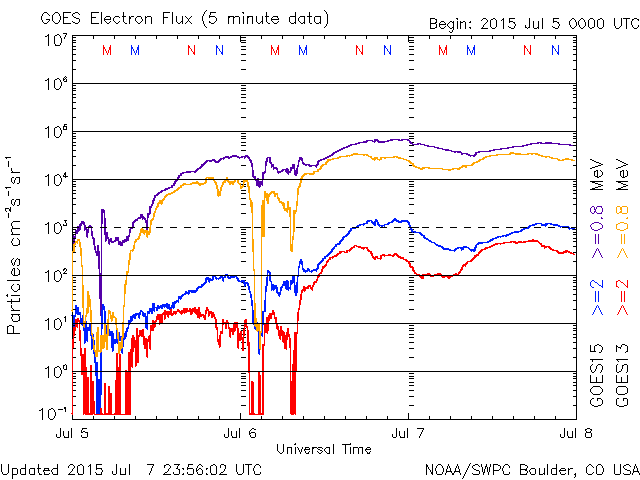 GOES Electron Flux (5 minute data)
Begin: 2015 Jul 5 0000 UTC
M M N N M M N N M M N N
10⁷
10⁶
10⁵
10⁴
10³
10²
10¹
10⁰
10⁻¹
Particles cm⁻²s⁻¹sr⁻¹
Jul 5 Jul 6 Jul 7 Jul 8
Universal Time
GOES15 >=2 >=0.8 MeV
GOES13 >=2 >=0.8 MeV
Updated 2015 Jul 7 23:56:02 UTC
NOAA/SWPC Boulder, CO USA